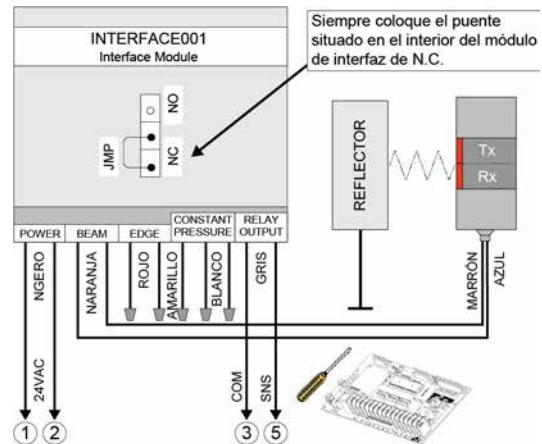 INTERFACE001
Interface Module
Siempre coloque el puente
situado en el interior del módulo
de interfaz de N.C.
NO
JMP
NC
REFLECTOR
Tx
Rx
POWER
BEAM
EDGE
CONSTANT
PRESSURE
RELAY
OUTPUT
NGERO
NARANJA
ROJO
AMARILLO
BLANCO
GRIS
MARRÓN
AZUL
24VAC
COM
SNS
1
2
3
5